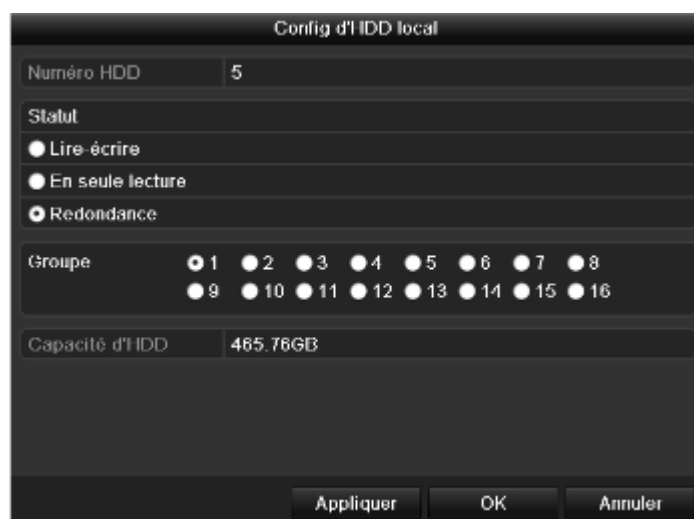 Config d'HDD local
Numéro HDD 5
Statut
Lire-écrire
En seule lecture
Redondance
Groupe 1 2 3 4 5 6 7 8
9 10 11 12 13 14 15 16
Capacité d'HDD 465.76GB
Appliquer OK Annuler